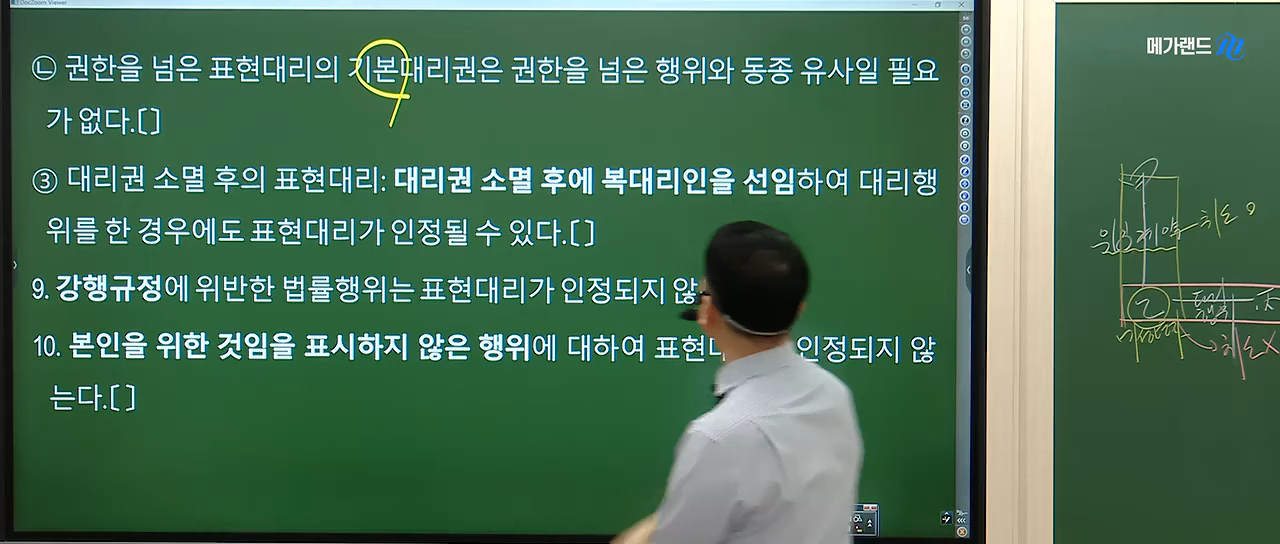 DocZoom Viewer
㉡ 권한을 넘은 표현대리의 기본대리권은 권한을 넘은 행위와 동종 유사일 필요
가 없다.[ ]
③ 대리권 소멸 후의 표현대리: 대리권 소멸 후에 복대리인을 선임하여 대리행
위를 한 경우에도 표현대리가 인정될 수 있다.[ ]
9. 강행규정에 위반한 법률행위는 표현대리가 인정되지 않
10. 본인을 위한 것임을 표시하지 않은 행위에 대하여 표현 인정되지 않
는다.[ ]
메가랜드
취소 o
乙
취소 X